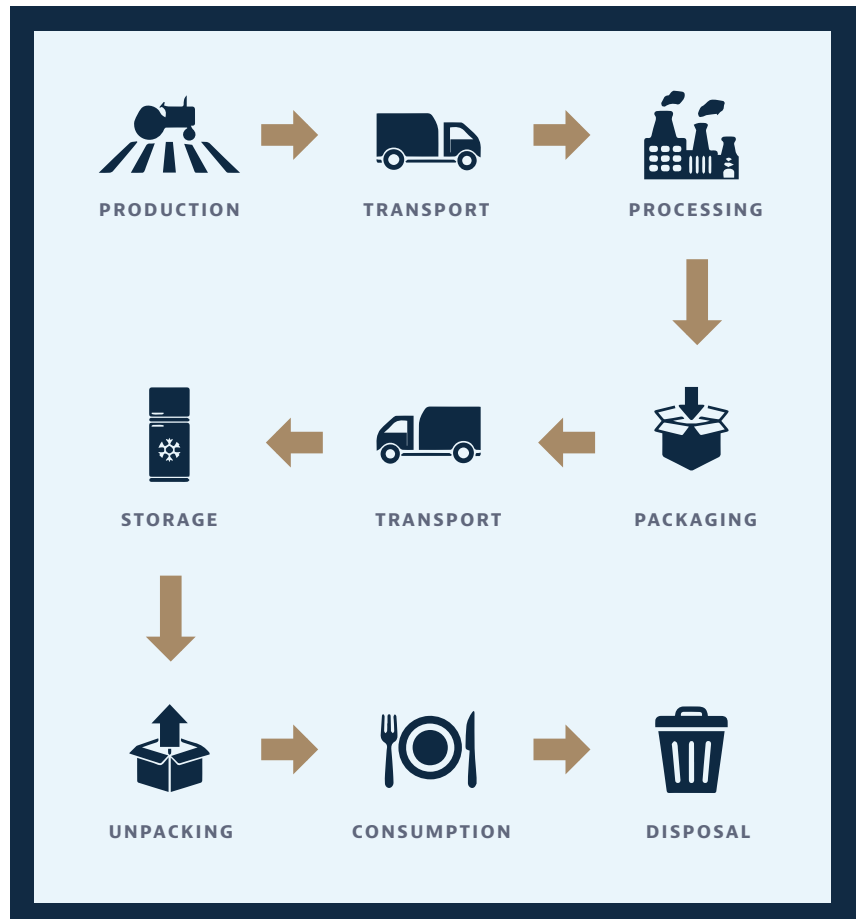 PRODUCTION
TRANSPORT
PROCESSING
STORAGE
TRANSPORT
PACKAGING
UNPACKING
CONSUMPTION
DISPOSAL